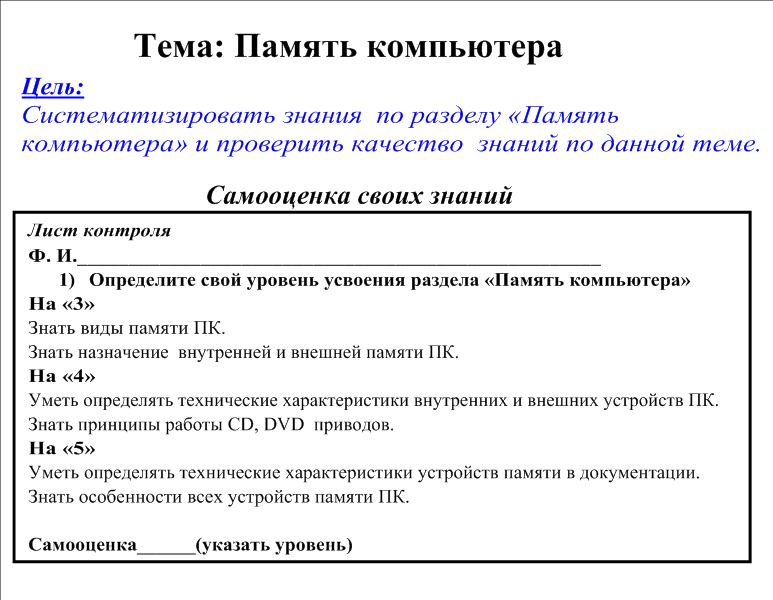 Тема: Память компьютера
Цель:
Систематизировать знания по разделу «Память
компьютера» и проверить качество знаний по данной теме.
Самооценка своих знаний
Лист контроля
Ф. И.______________________________________________________
1) Определите свой уровень усвоения раздела «Память компьютера»
На «3»
Знать виды памяти ПК.
Знать назначение внутренней и внешней памяти ПК.
На «4»
Уметь определять технические характеристики внутренних и внешних устройств ПК.
Знать принципы работы CD, DVD приводов.
На «5»
Уметь определять технические характеристики устройств памяти в документации.
Знать особенности всех устройств памяти ПК.
Самооценка______(указать уровень)